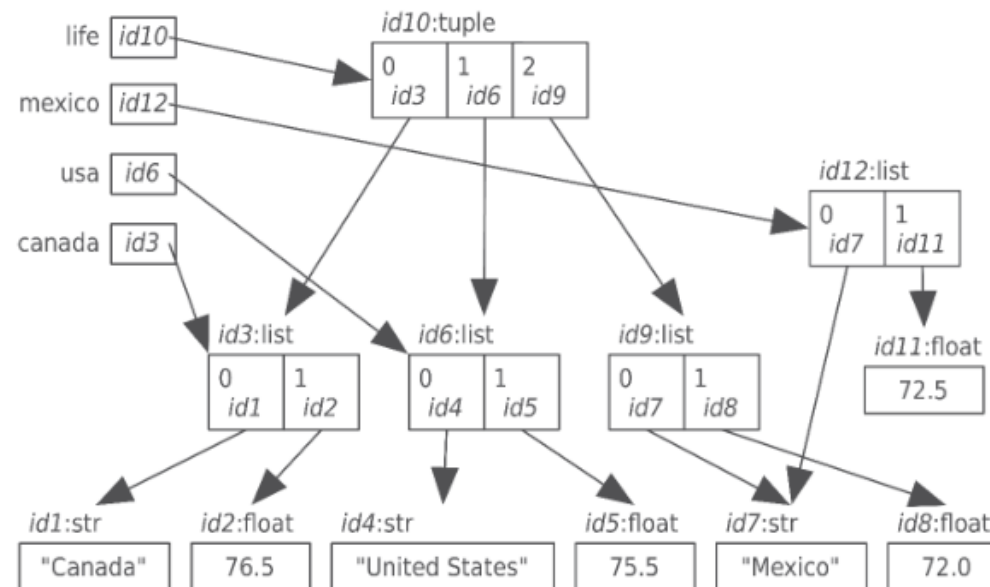 id10:tuple
life id10
0 1 2
id3 id6 id9
mexico id12
usa id6
id12:list
0 1
id7 id11
canada id3
id3:list id6:list id9:list
id11:float
72.5
0 1 0 1 0 1
id1 id2 id4 id5 id7 id8
id1:str id2:float id4:str id5:float id7:str id8:float
"Canada" 76.5 "United States" 75.5 "Mexico" 72.0